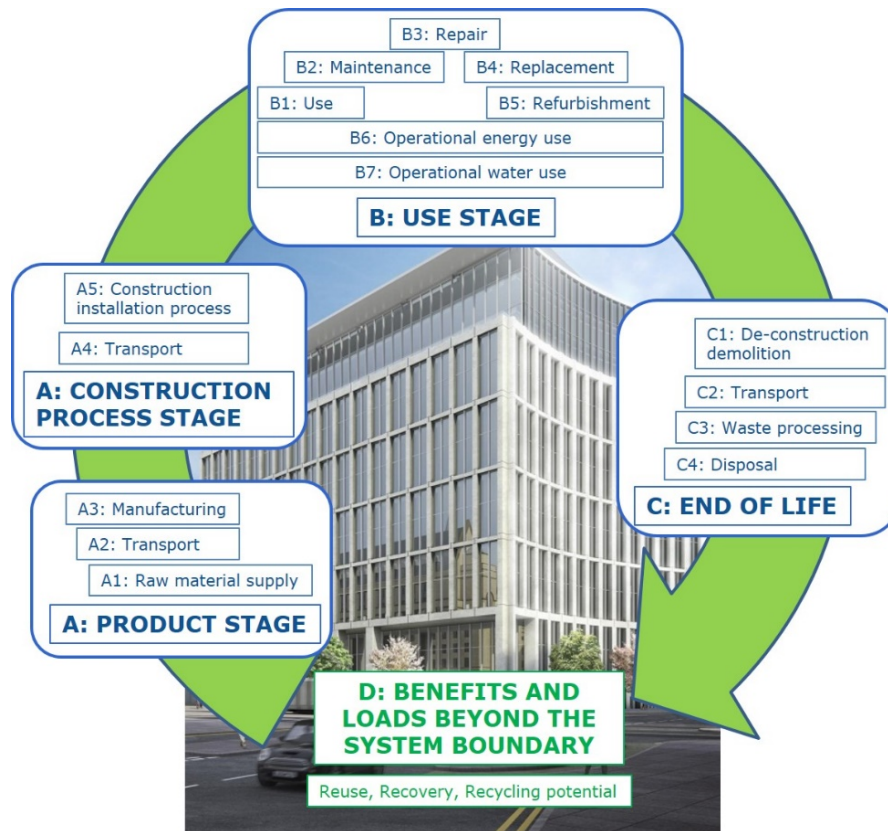 B3: Repair
B2: Maintenance
B4: Replacement
B1: Use
B5: Refurbishment
B6: Operational energy use
B7: Operational water use
B: USE STAGE
A5: Construction
installation process
A4: Transport
A: CONSTRUCTION
PROCESS STAGE
C1: De-construction
demolition
C2: Transport
C3: Waste processing
C4: Disposal
C: END OF LIFE
A3: Manufacturing
A2: Transport
A1: Raw material supply
A: PRODUCT STAGE
D: BENEFITS AND
LOADS BEYOND THE
SYSTEM BOUNDARY
Reuse, Recovery, Recycling potential